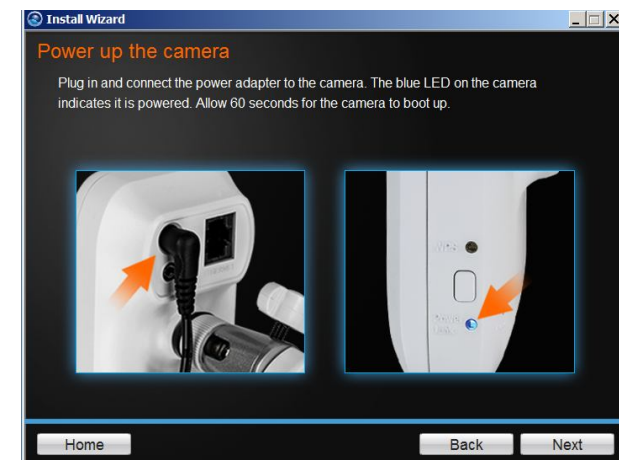 Install Wizard
Power up the camera
Plug in and connect the power adapter to the camera. The blue LED on the camera
indicates it is powered. Allow 60 seconds for the camera to boot up.
Home
Back
Next